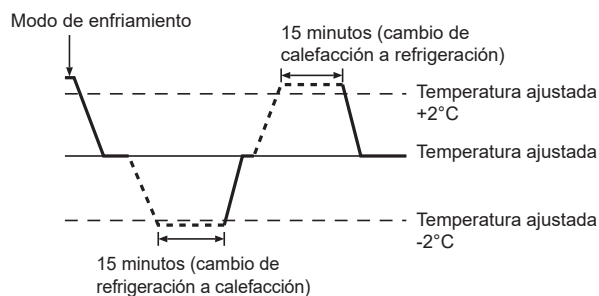 Modo de enfriamiento
15 minutos (cambio de
calefacción a refrigeración)
Temperatura ajustada
+2°C
Temperatura ajustada
Temperatura ajustada
-2°C
15 minutos (cambio de
refrigeración a calefacción)